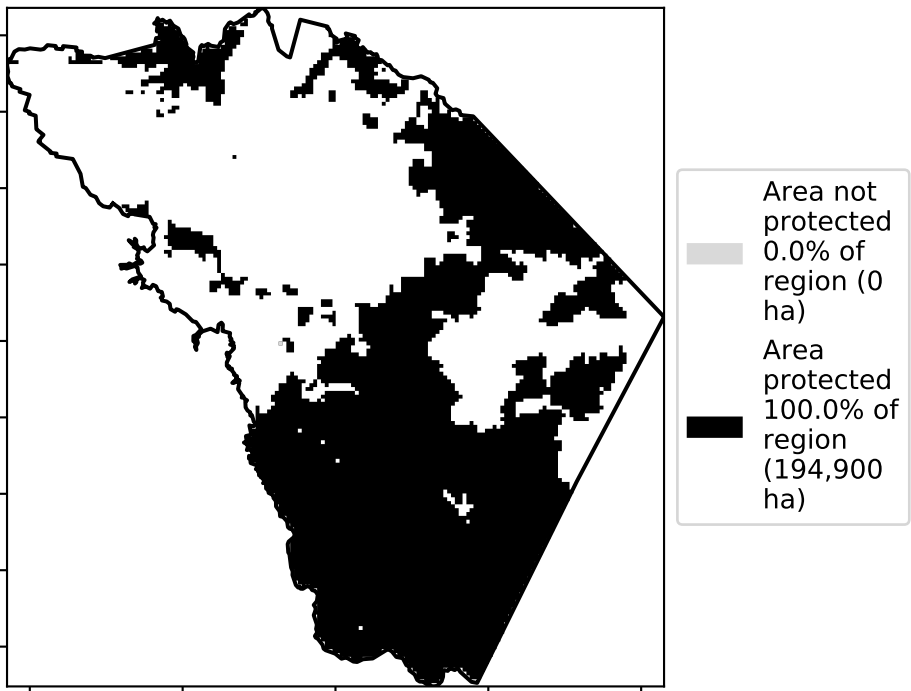 Area not
protected
0.0% of
region (0
ha)
Area
protected
100.0% of
region
(194,900
ha)